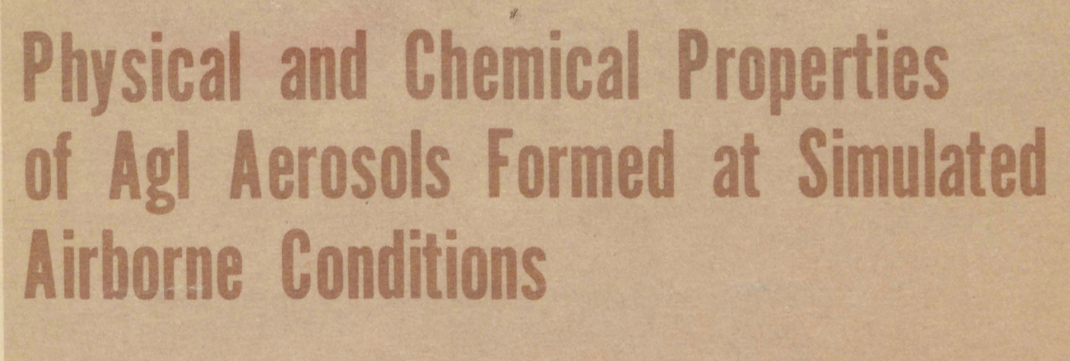 Physical and Chemical Properties
of AgI Aerosols Formed at Simulated
Airborne Conditions